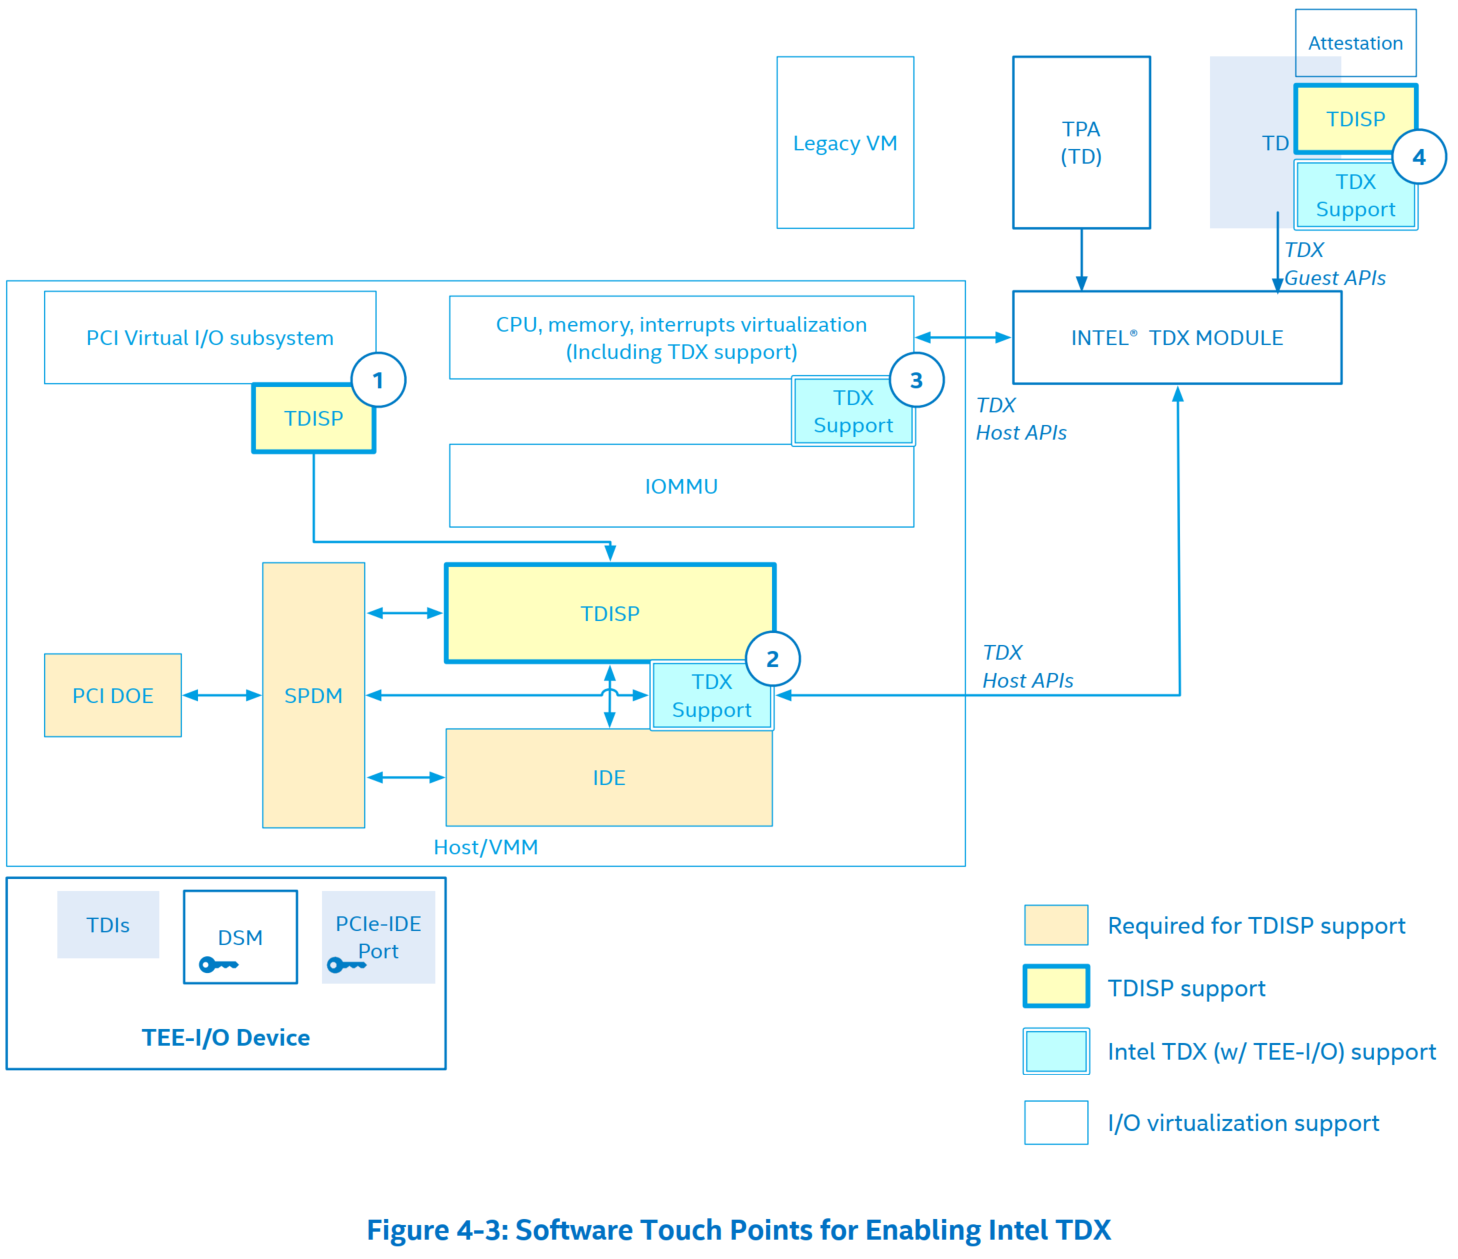 Attestation
TDISP
Legacy VM
TPA
(TD)
TD
4
TDX
Support
TDX
Guest APIs
PCI Virtual I/O subsystem
CPU, memory, interrupts virtualization
(Including TDX support)
INTEL® TDX MODULE
1
3
TDISP
TDX
Support
TDX
Host APIs
IOMMU
TDISP
2
TDX
Host APIs
PCI DOE
SPDM
TDX
Support
IDE
Host/VMM
TDIs
DSM
PCIe-IDE
Port
TEE-I/O Device
Required for TDISP support
TDISP support
Intel TDX (w/ TEE-I/O) support
I/O virtualization support
Figure 4-3: Software Touch Points for Enabling Intel TDX